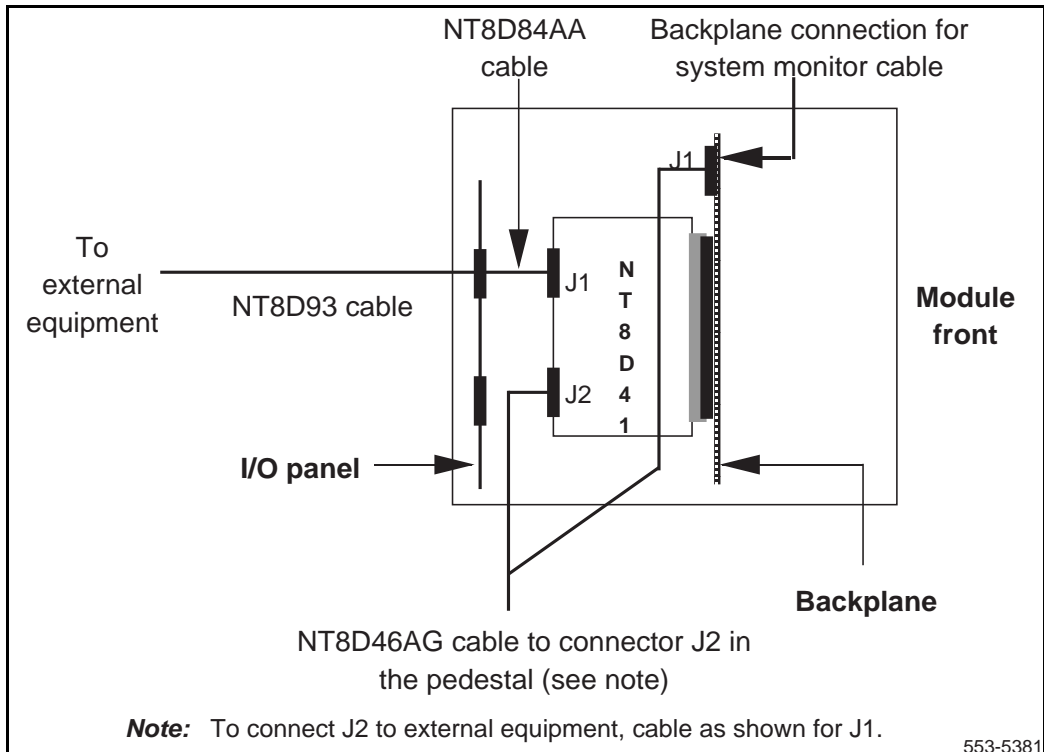 NT8D84AA
cable
Backplane connection for
system monitor cable
J1
To
external
equipment
NT8D93 cable
J1
N
T
8
D
4
1
J2
Module
front
I/O panel
Backplane
NT8D46AG cable to connector J2 in
the pedestal (see note)
Note: To connect J2 to external equipment, cable as shown for J1.
553-5381